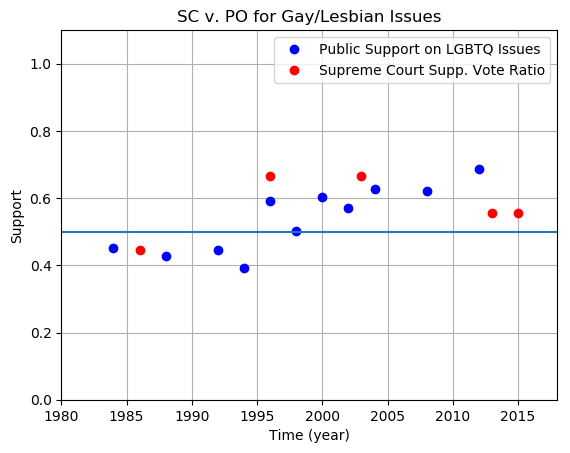 SC v. PO for Gay/Lesbian Issues
Public Support on LGBTQ Issues
Supreme Court Supp. Vote Ratio
Support
1.0
0.8
0.6
0.4
0.2
0.0
1980 1985 1990 1995 2000 2005 2010 2015
Time (year)